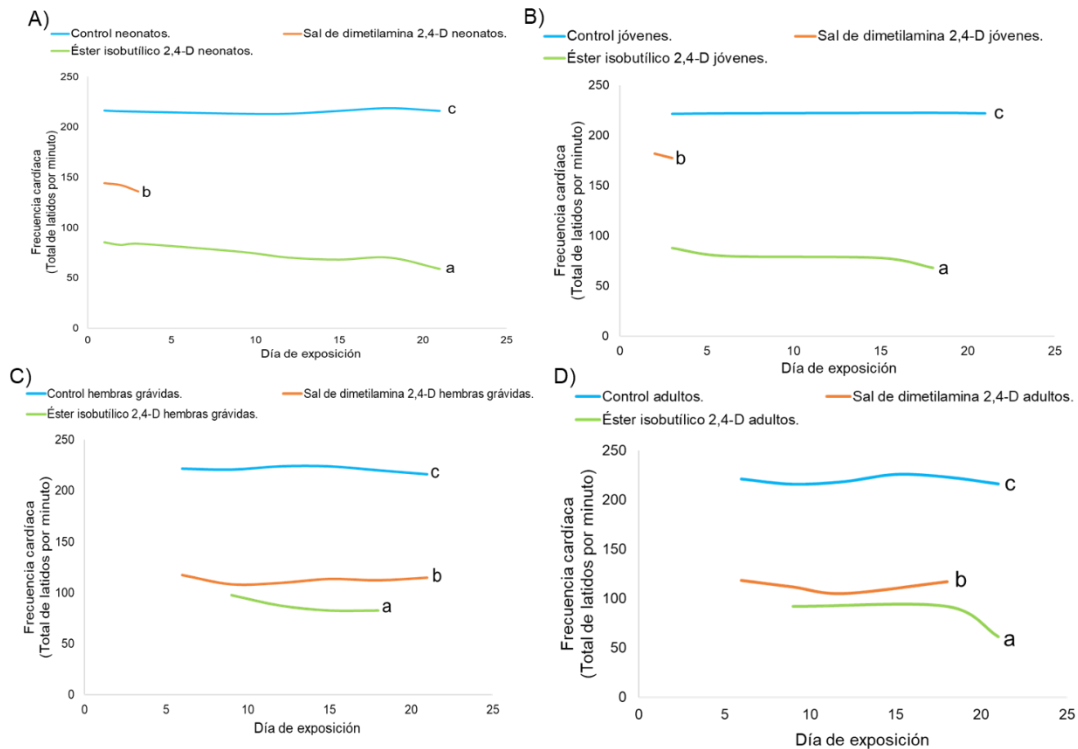 A)
Control neonatos. Sal de dimetilamina 2,4-D neonatos.
Éster isobutílico 2,4-D neonatos.
Frecuencia cardíaca
(Total de latidos por minuto)
250
200
150
100
50
0
c
b
a
0 5 10 15 20 25
Día de exposición
B)
Control jóvenes. Sal de dimetilamina 2,4-D jóvenes.
Éster isobutílico 2,4-D jóvenes.
Frecuencia cardíaca
(Total de latidos por minuto)
250
200
150
100
50
0
c
b
a
0 5 10 15 20 25
Día de exposición
C)
Control hembras grávidas. Sal de dimetilamina 2,4-D hembras grávidas.
Éster isobutílico 2,4-D hembras grávidas.
Frecuencia cardíaca
(Total de latidos por minuto)
250
200
150
100
50
0
c
b
a
0 5 10 15 20 25
Día de exposición
D)
Control adultos. Sal de dimetilamina 2,4-D adultos.
Éster isobutílico 2,4-D adultos.
Frecuencia cardíaca
(Total de latidos por minuto)
250
200
150
100
50
0
c
b
a
0 5 10 15 20 25
Día de exposición